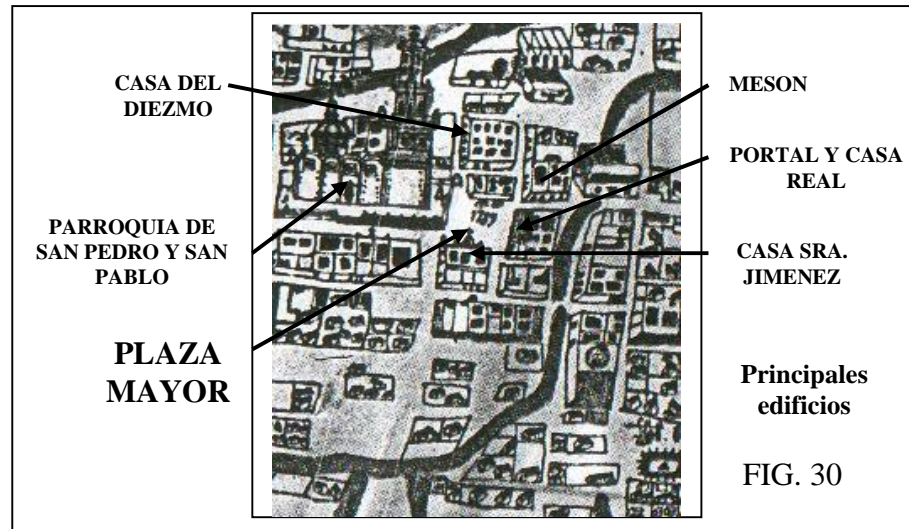 CASA DEL
DIEZMO
MESON
PORTAL Y CASA
REAL
PARROQUIA DE
SAN PEDRO Y SAN
PABLO
CASA SRA.
JIMENEZ
PLAZA
MAYOR
Principales
edificios
FIG. 30